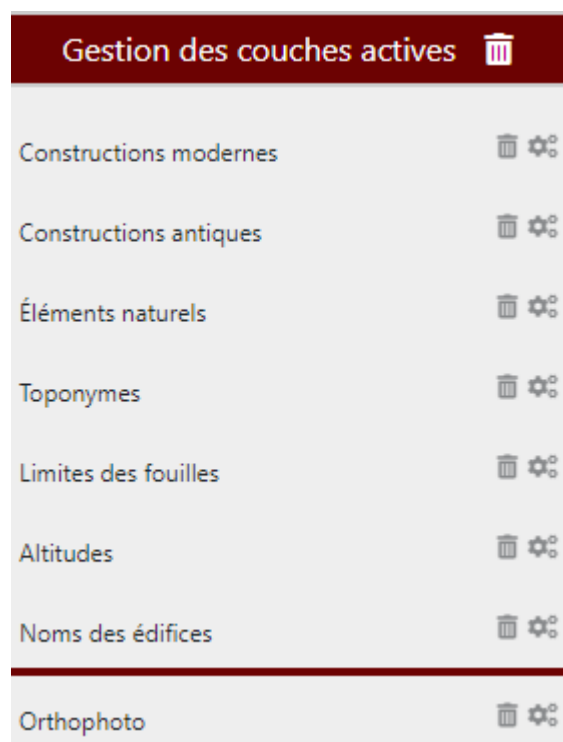 Gestion des couches actives
Constructions modernes
Constructions antiques
Éléments naturels
Toponymes
Limites des fouilles
Altitudes
Noms des édifices
Orthophoto